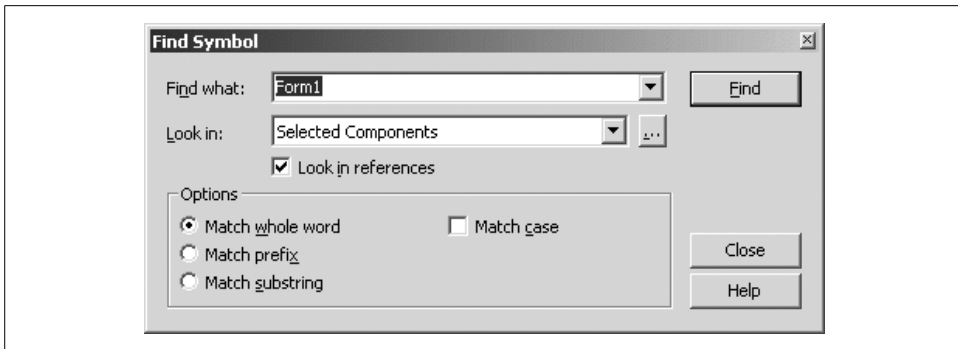 Find Symbol
Find what: Form1 Find
Look in: Selected Components ...
Look in references
Options
Match whole word Match case
Match prefix
Match substring
Close
Help